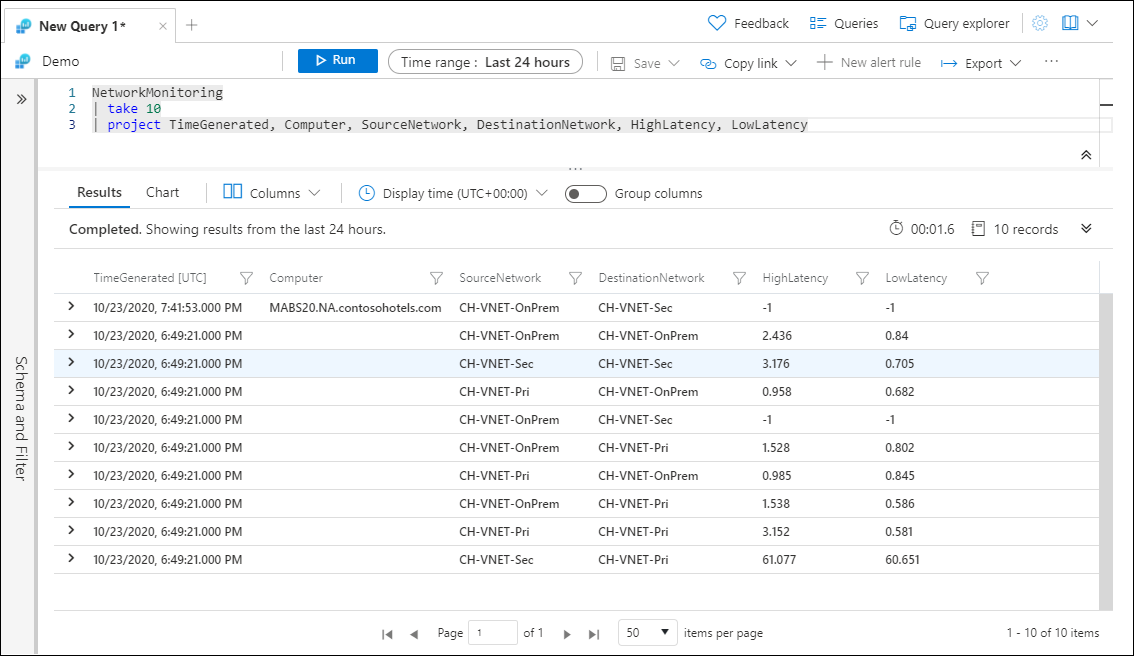 New Query 1*
Feedback Queries Query explorer
Demo Run Time range : Last 24 hours Save Copy link New alert rule Export ...
1 NetworkMonitoring
2 | take 10
3 | project TimeGenerated, Computer, SourceNetwork, DestinationNetwork, HighLatency, LowLatency
Schema and Filter
Results Chart Columns Display time (UTC+00:00) Group columns
Completed. Showing results from the last 24 hours. 00:01.6 10 records
TimeGenerated [UTC] Computer SourceNetwork DestinationNetwork HighLatency LowLatency
10/23/2020, 7:41:53.000 PM MABS20.NA.contosohotels.com CH-VNET-OnPrem CH-VNET-Sec -1 -1
10/23/2020, 6:49:21.000 PM CH-VNET-OnPrem CH-VNET-OnPrem 2.436 0.84
10/23/2020, 6:49:21.000 PM CH-VNET-Sec CH-VNET-Sec 3.176 0.705
10/23/2020, 6:49:21.000 PM CH-VNET-Pri CH-VNET-OnPrem 0.958 0.682
10/23/2020, 6:49:21.000 PM CH-VNET-OnPrem CH-VNET-Sec -1 -1
10/23/2020, 6:49:21.000 PM CH-VNET-OnPrem CH-VNET-Pri 1.528 0.802
10/23/2020, 6:49:21.000 PM CH-VNET-Pri CH-VNET-OnPrem 0.985 0.845
10/23/2020, 6:49:21.000 PM CH-VNET-OnPrem CH-VNET-Pri 1.538 0.586
10/23/2020, 6:49:21.000 PM CH-VNET-Pri CH-VNET-Pri 3.152 0.581
10/23/2020, 6:49:21.000 PM CH-VNET-Sec CH-VNET-Pri 61.077 60.651
Page 1 of 1 50 items per page 1 - 10 of 10 items